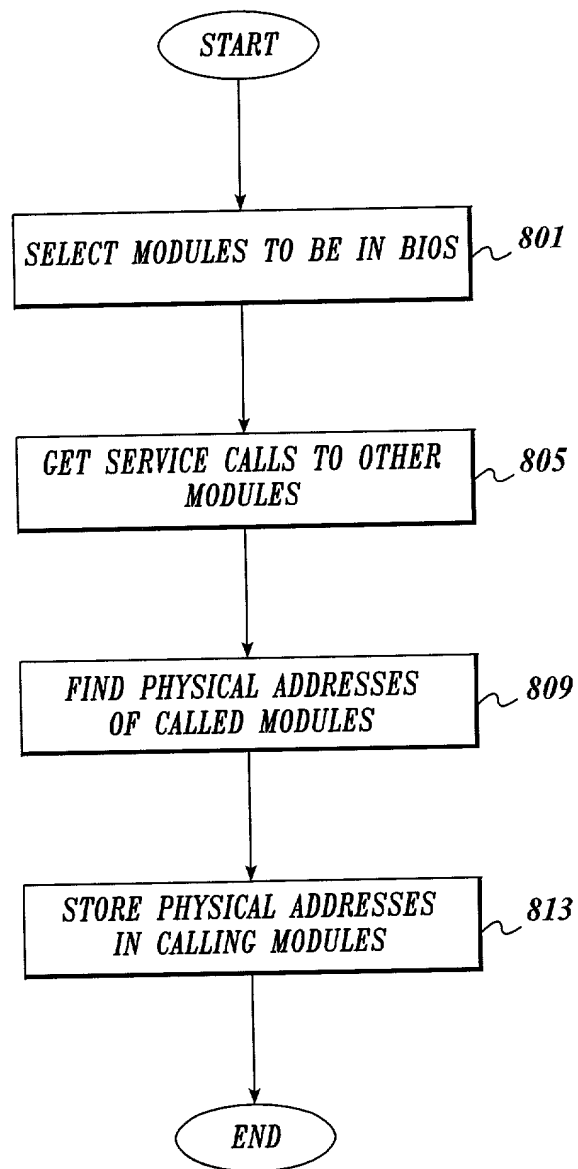 START
SELECT MODULES TO BE IN BIOS
801
GET SERVICE CALLS TO OTHER
MODULES
805
FIND PHYSICAL ADDRESSES
OF CALLED MODULES
809
STORE PHYSICAL ADDRESSES
IN CALLING MODULES
813
END